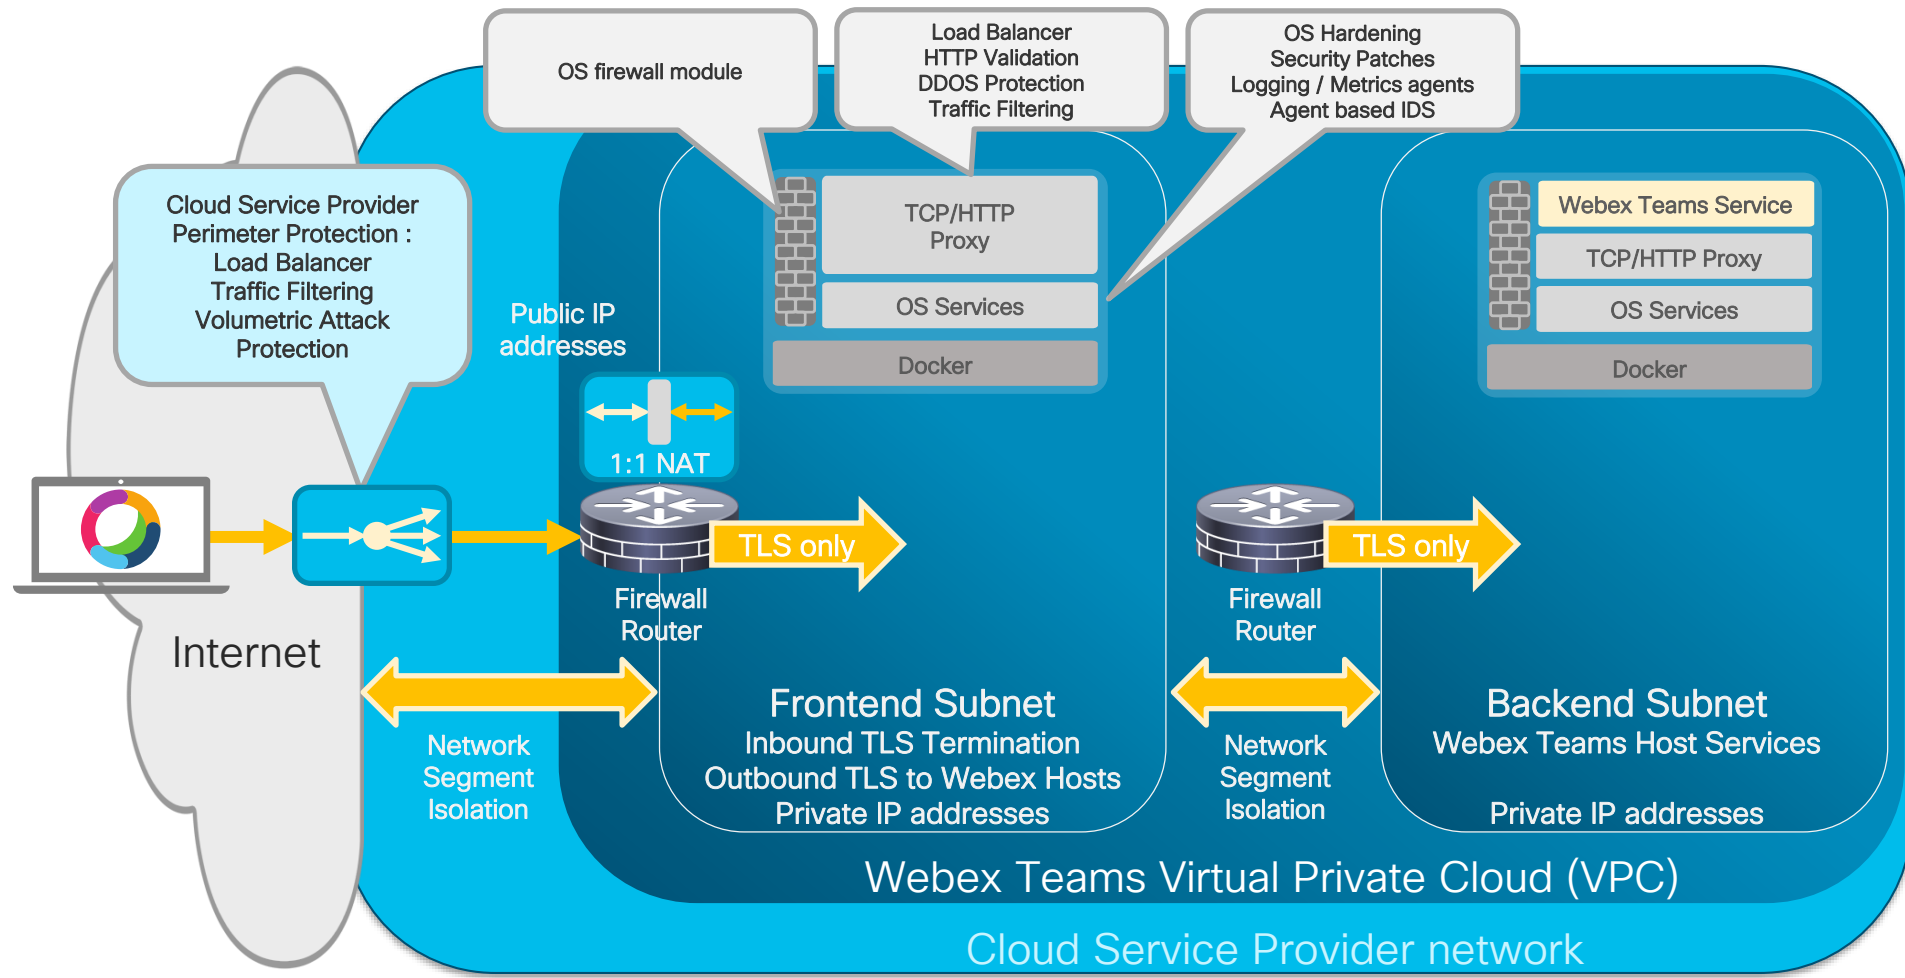 OS firewall module
Load Balancer
HTTP Validation
DDOS Protection
Traffic Filtering
OS Hardening
Security Patches
Logging / Metrics agents
Agent based IDS
Cloud Service Provider
Perimeter Protection :
Load Balancer
Traffic Filtering
Volumetric Attack
Protection
Public IP
addresses
1:1 NAT
TCP/HTTP
Proxy
OS Services
Docker
Webex Teams Service
TCP/HTTP Proxy
OS Services
Docker
TLS only
TLS only
Firewall
Router
Firewall
Router
Internet
Network
Segment
Isolation
Frontend Subnet
Inbound TLS Termination
Outbound TLS to Webex Hosts
Private IP addresses
Network
Segment
Isolation
Backend Subnet
Webex Teams Host Services
Private IP addresses
Webex Teams Virtual Private Cloud (VPC)
Cloud Service Provider network